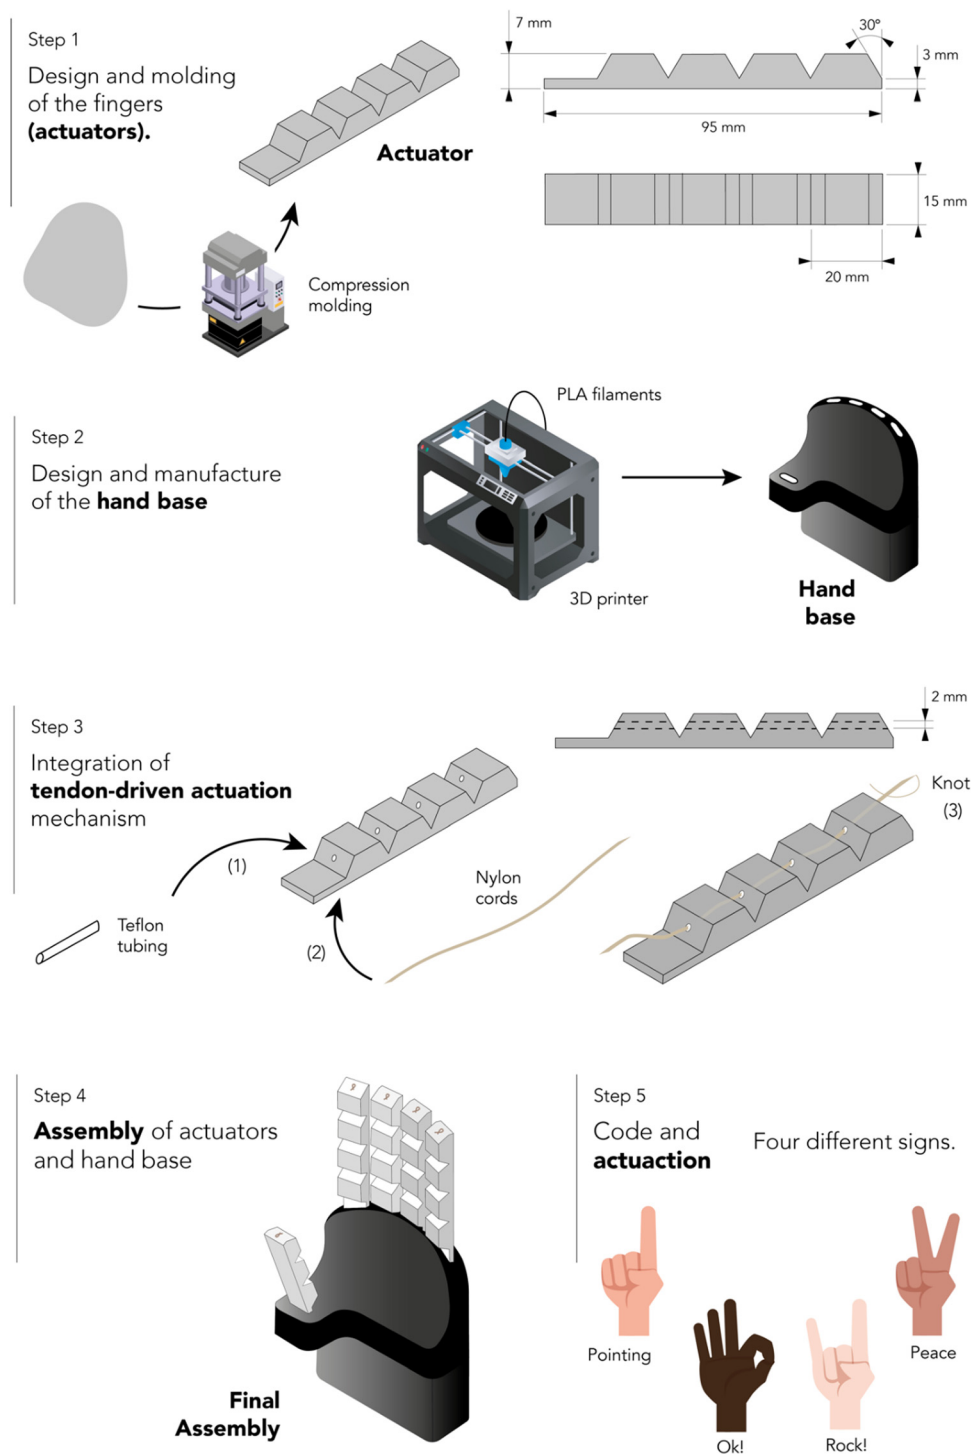 Step 1
Design and molding
of the fingers
(actuators).
Actuator
7 mm
30º
3 mm
95 mm
15 mm
20 mm
Compression
molding
Step 2
Design and manufacture
of the hand base
PLA filaments
3D printer
Hand
base
Step 3
Integration of
tendon-driven actuation
mechanism
2 mm
(1)
Teflon
tubing
(2)
Nylon
cords
Knot
(3)
Step 4
Assembly of actuators
and hand base
Final
Assembly
Step 5
Code and
actuaction
Four different signs.
Pointing
Ok!
Rock!
Peace